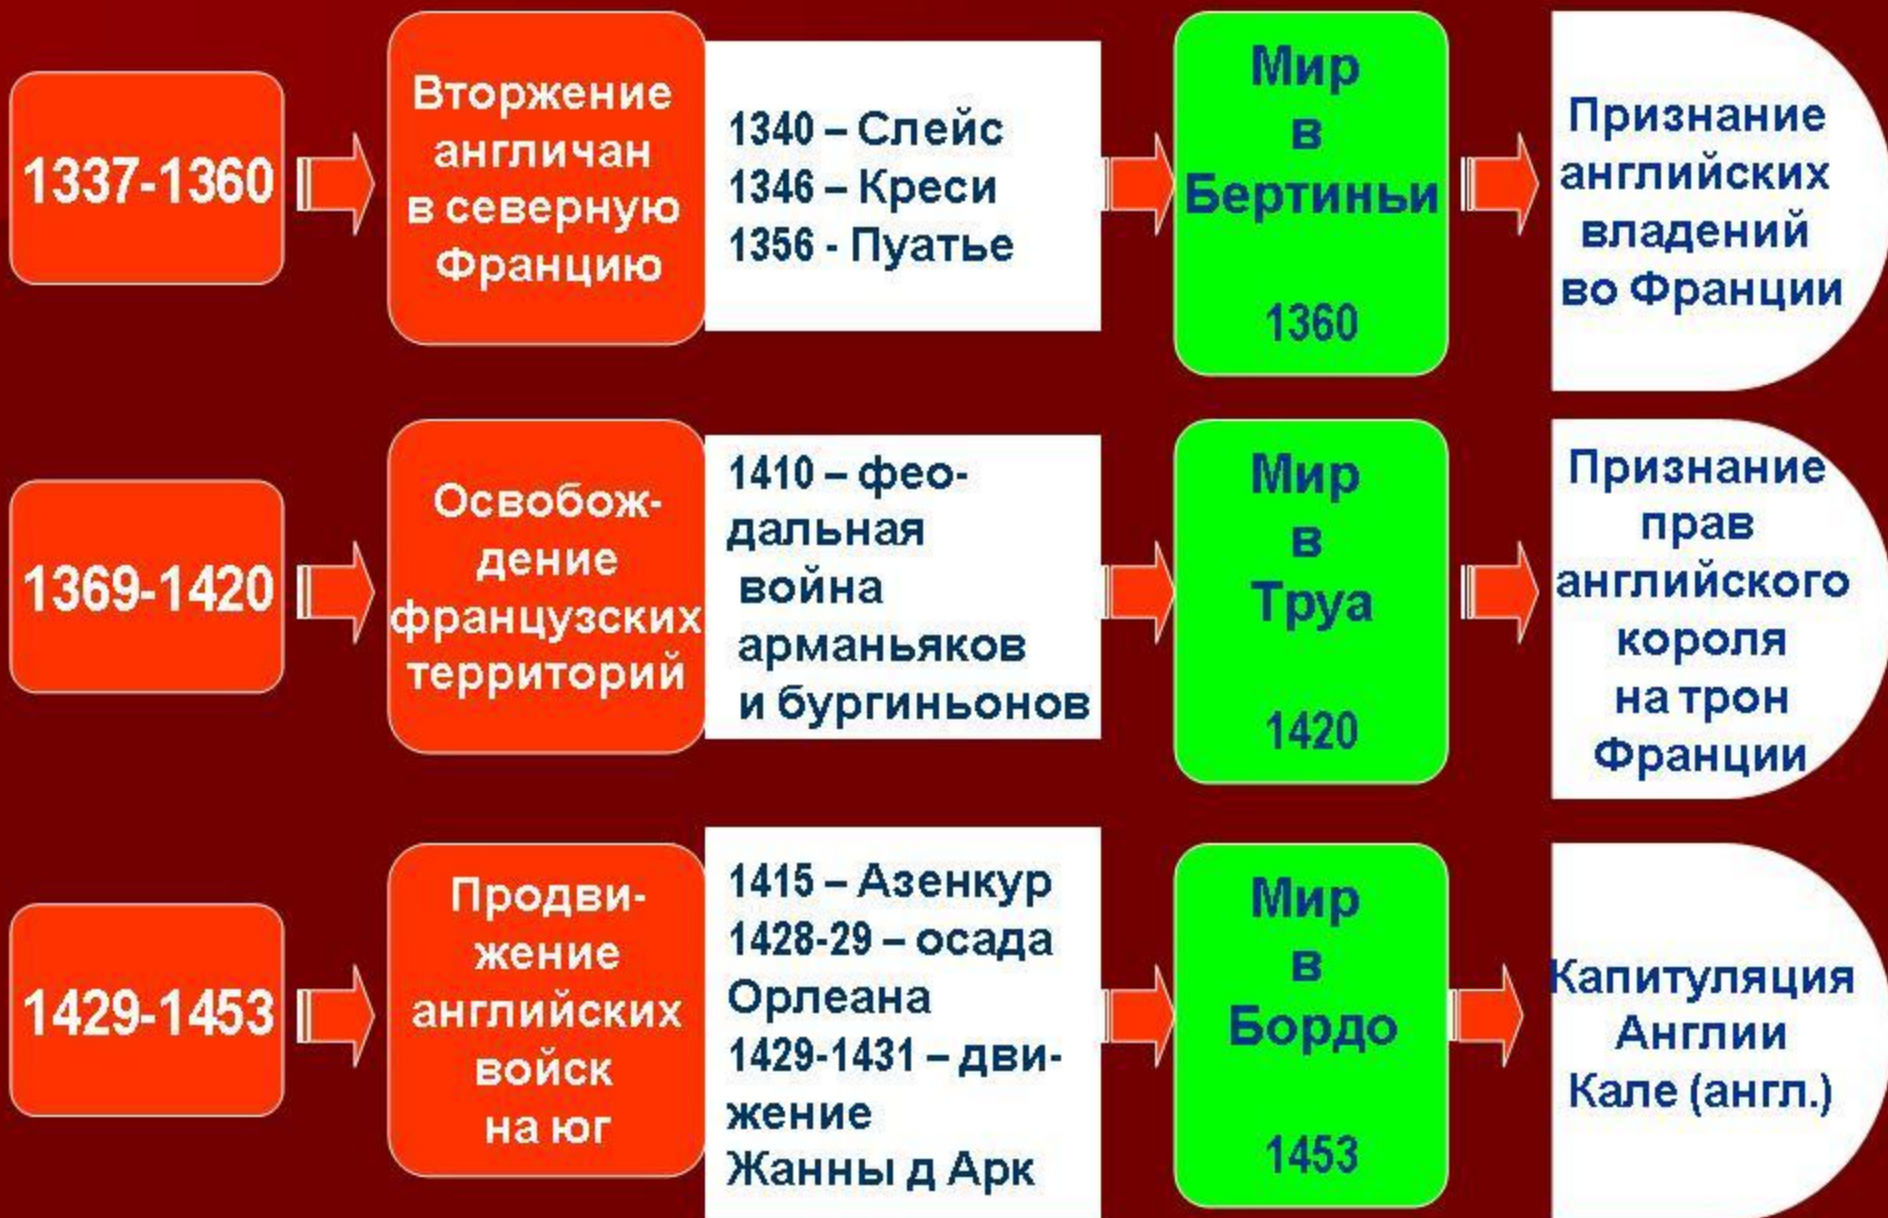 1337-1360
Вторжение
англичан
в северную
Францию
1340 – Слейс
1346 – Креси
1356 - Пуатье
Мир
в
Бертиньи
1360
Признание
английских
владений
во Франции
1369-1420
Освобож-
дение
французских
территорий
1410 – фео-
дальная
война
арманьяков
и бургиньонов
Мир
в
Труа
1420
Признание
прав
английского
короля
на трон
Франции
1429-1453
Продви-
жение
английских
войск
на юг
1415 – Азенкур
1428-29 – осада
Орлеана
1429-1431 – дви-
жение
Жанны д Арк
Мир
в
Бордо
1453
Капитуляция
Англии
Кале (англ.)